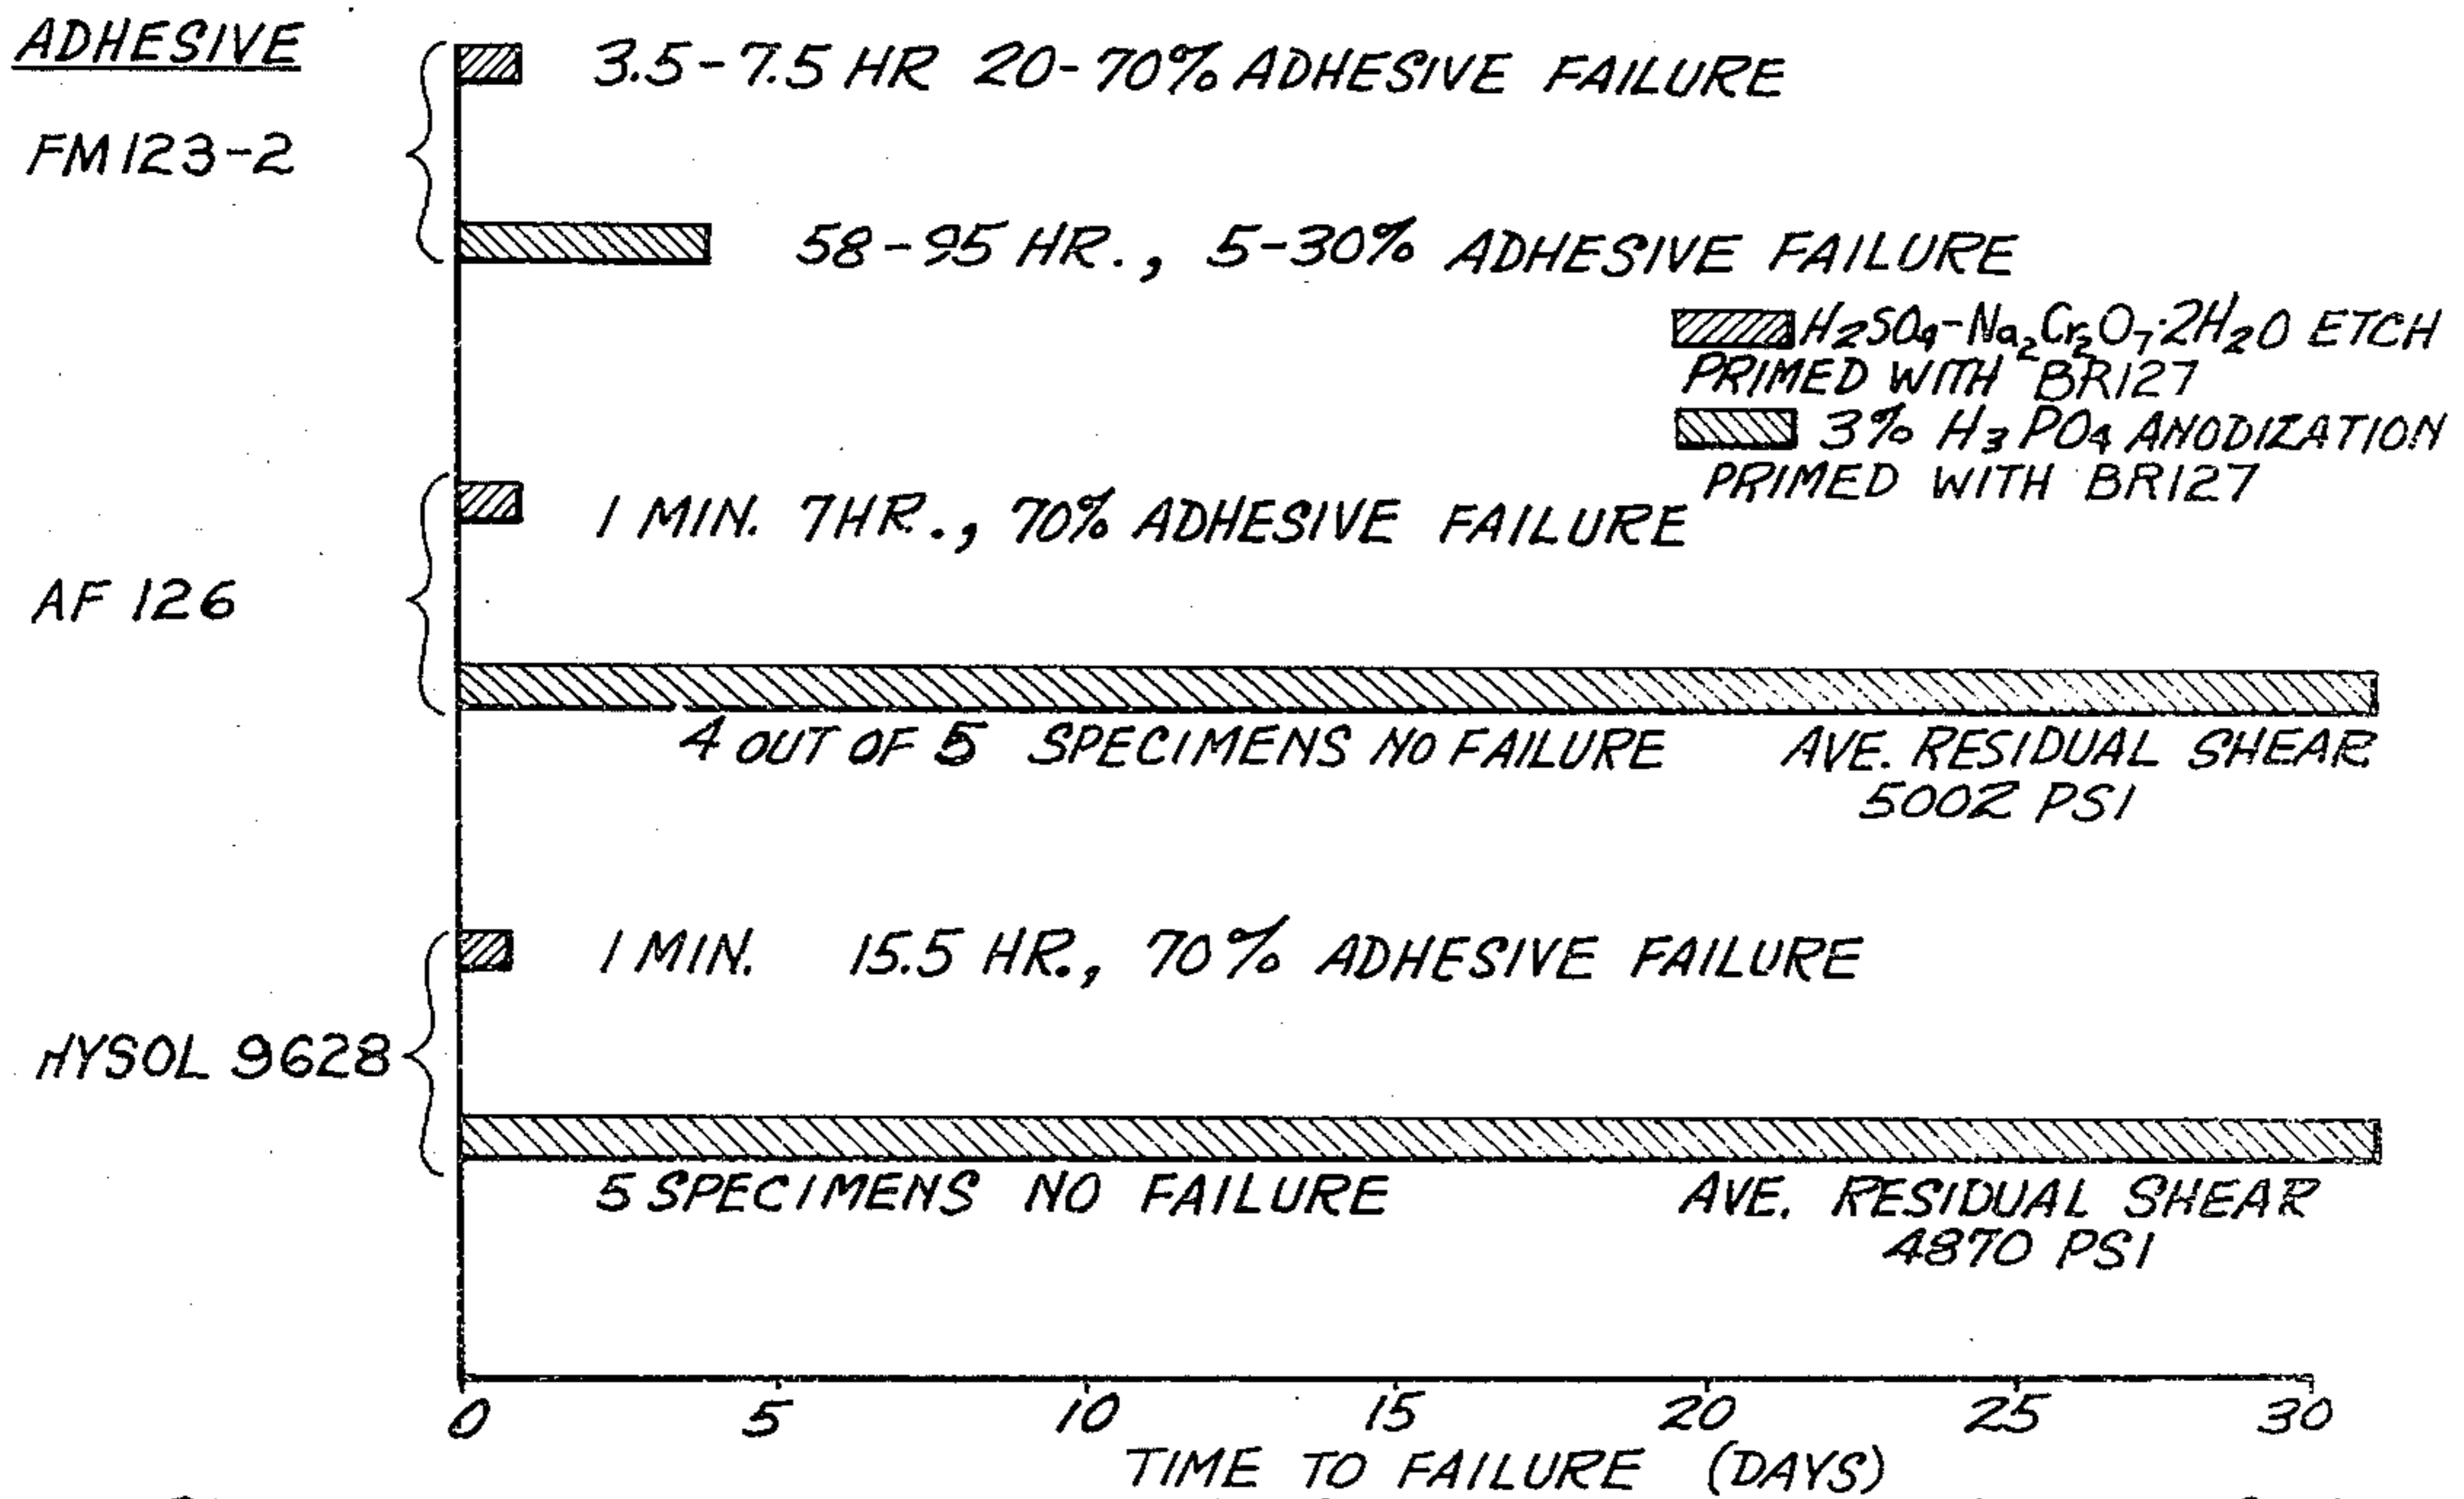 ADHESIVE
3.5-7.5 HR 20-70% ADHESIVE FAILURE
FM123-2
58-95 HR., 5-30% ADHESIVE FAILURE
H2SO4-Na2Cr2O7·2H2O ETCH
PRIMED WITH BR127
3% H3PO4 ANODIZATION
PRIMED WITH BR127
1 MIN. 7HR., 70% ADHESIVE FAILURE
AF 126
4 OUT OF 5 SPECIMENS NO FAILURE AVE. RESIDUAL SHEAR
5002 PSI
1 MIN. 15.5 HR., 70% ADHESIVE FAILURE
HYSOL 9628
5 SPECIMENS NO FAILURE AVE. RESIDUAL SHEAR
4870 PSI
0 5 10 15 20 25 30
TIME TO FAILURE (DAYS)